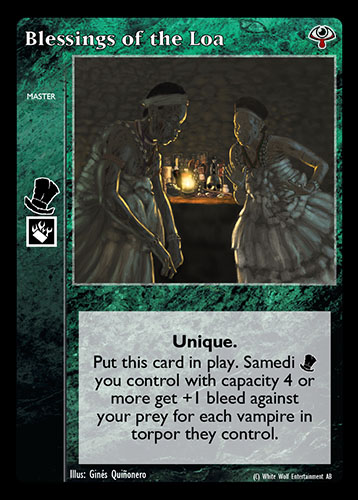 Blessings of the Loa
MASTER
Unique.
Put this card in play. Samedi
you control with capacity 4 or
more get +1 bleed against
your prey for each vampire in
torpor they control.
Illus: Ginés Quiñonero
(C) White Wolf Entertainment AB